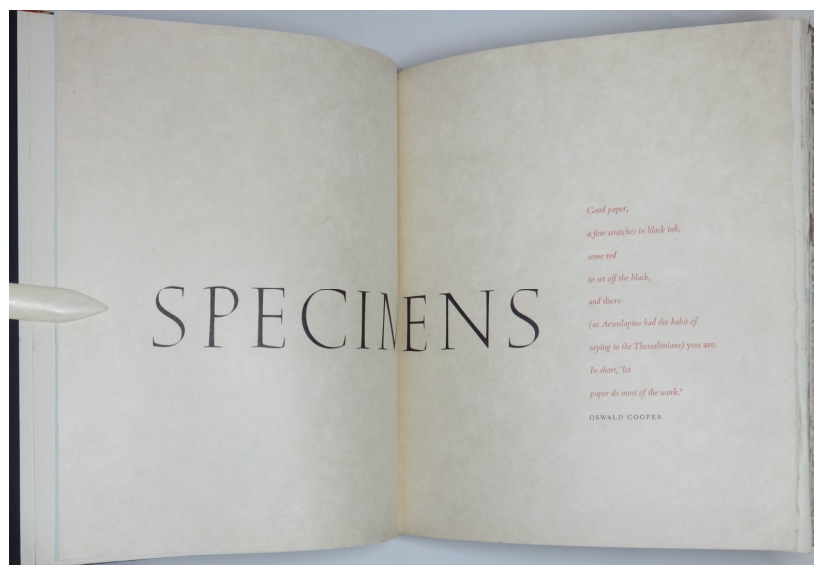 SPECIMENS
Good paper,
a few scratches in black ink,
some red
to set off the black,
and there
(as Aesculapius had the habit of
saying to the Thessalonians) you are.
In short, 'let
paper do most of the work.'
OSWALD COOPER